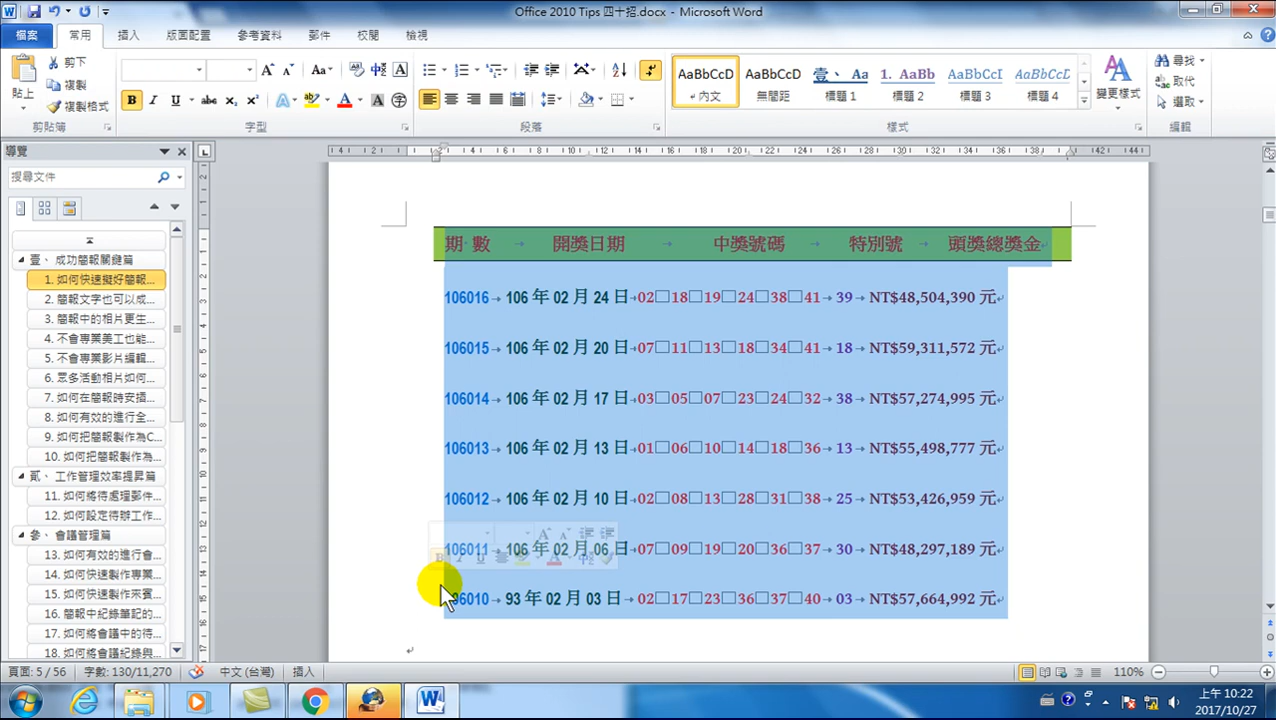 Office 2010 Tips 四十招.docx - Microsoft Word
檔案 常用 插入 版面配置 參考資料 郵件 校閱 檢視
貼上 剪下 複製 複製格式
剪貼簿 字型 段落 樣式 編輯
AaBbCcD AaBbCcD 壹、 Aa 1. AaBb AaBbCcI AaBbCcD
內文 無間距 標題 1 標題 2 標題 3 標題 4
變更樣式
尋找 取代 選取
導覽
搜尋文件
壹、 成功簡報關鍵篇
1. 如何快速擬好簡報...
2. 簡報文字也可以成...
3. 簡報中的相片更生...
4. 不會專業美工也能...
5. 不會專業影片編輯...
6. 眾多活動相片如何...
7. 如何在簡報時安插...
8. 如何有效的進行全...
9. 如何把簡報製作為C...
10. 如何把簡報製作為...
貳、 工作管理效率提昇篇
11. 如何將待處理郵件...
12. 如何設定待辦工作...
參、 會議管理篇
13. 如何有效的進行會...
14. 如何快速製作專業...
15. 如何快速製作來賓...
16. 簡報中紀錄筆記的...
17. 如何將會議中的待...
18. 如何將會議紀錄與...
期 數 → 開獎日期 → 中獎號碼 → 特別號 → 頭獎總獎金
106016→ 106 年 02 月 24 日→02□18□19□24□38□41→ 39→ NT$48,504,390 元
106015→ 106 年 02 月 20 日→07□11□13□18□34□41→ 18→ NT$59,311,572 元
106014→ 106 年 02 月 17 日→03□05□07□23□24□32→ 38→ NT$57,274,995 元
106013→ 106 年 02 月 13 日→01□06□10□14□18□36→ 13→ NT$55,498,777 元
106012→ 106 年 02 月 10 日→02□08□13□28□31□38→ 25→ NT$53,426,959 元
106011→ 106 年 02 月 06 日→07□09□19□20□36□37→ 30→ NT$48,297,189 元
96010→ 93 年 02 月 03 日→02□17□23□36□37□40→ 03→ NT$57,664,992 元
頁面: 5 / 56 字數: 130/11,270 中文 (台灣) 插入 110%
上午 10:22
2017/10/27